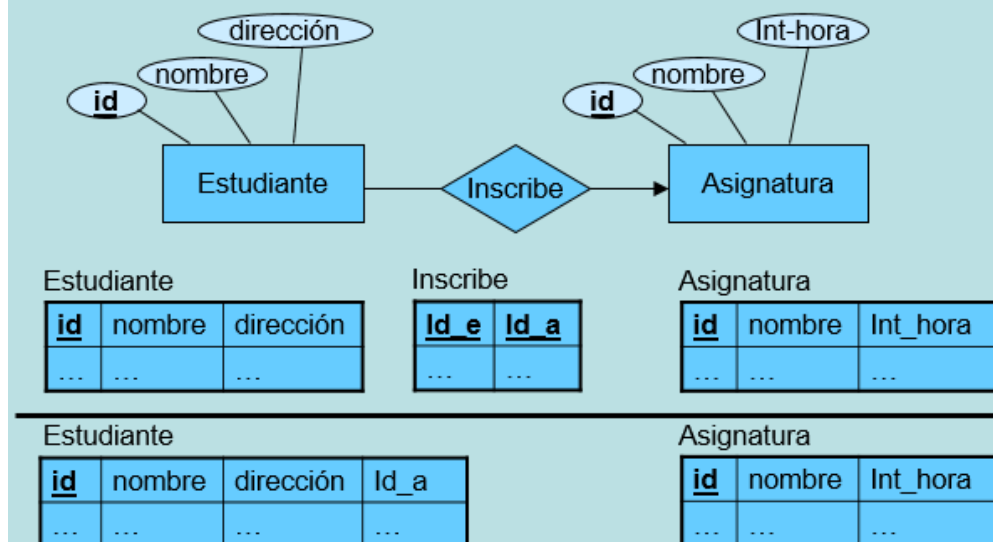 dirección
Int-hora
nombre
nombre
id
id
Estudiante
Inscribe
Asignatura
Estudiante
Inscribe
Asignatura
id nombre dirección
Id_e Id_a
id nombre Int_hora
... ... ...
... ...
... ... ...
Estudiante
Asignatura
id nombre dirección Id_a
id nombre Int_hora
... ... ... ...
... ... ...